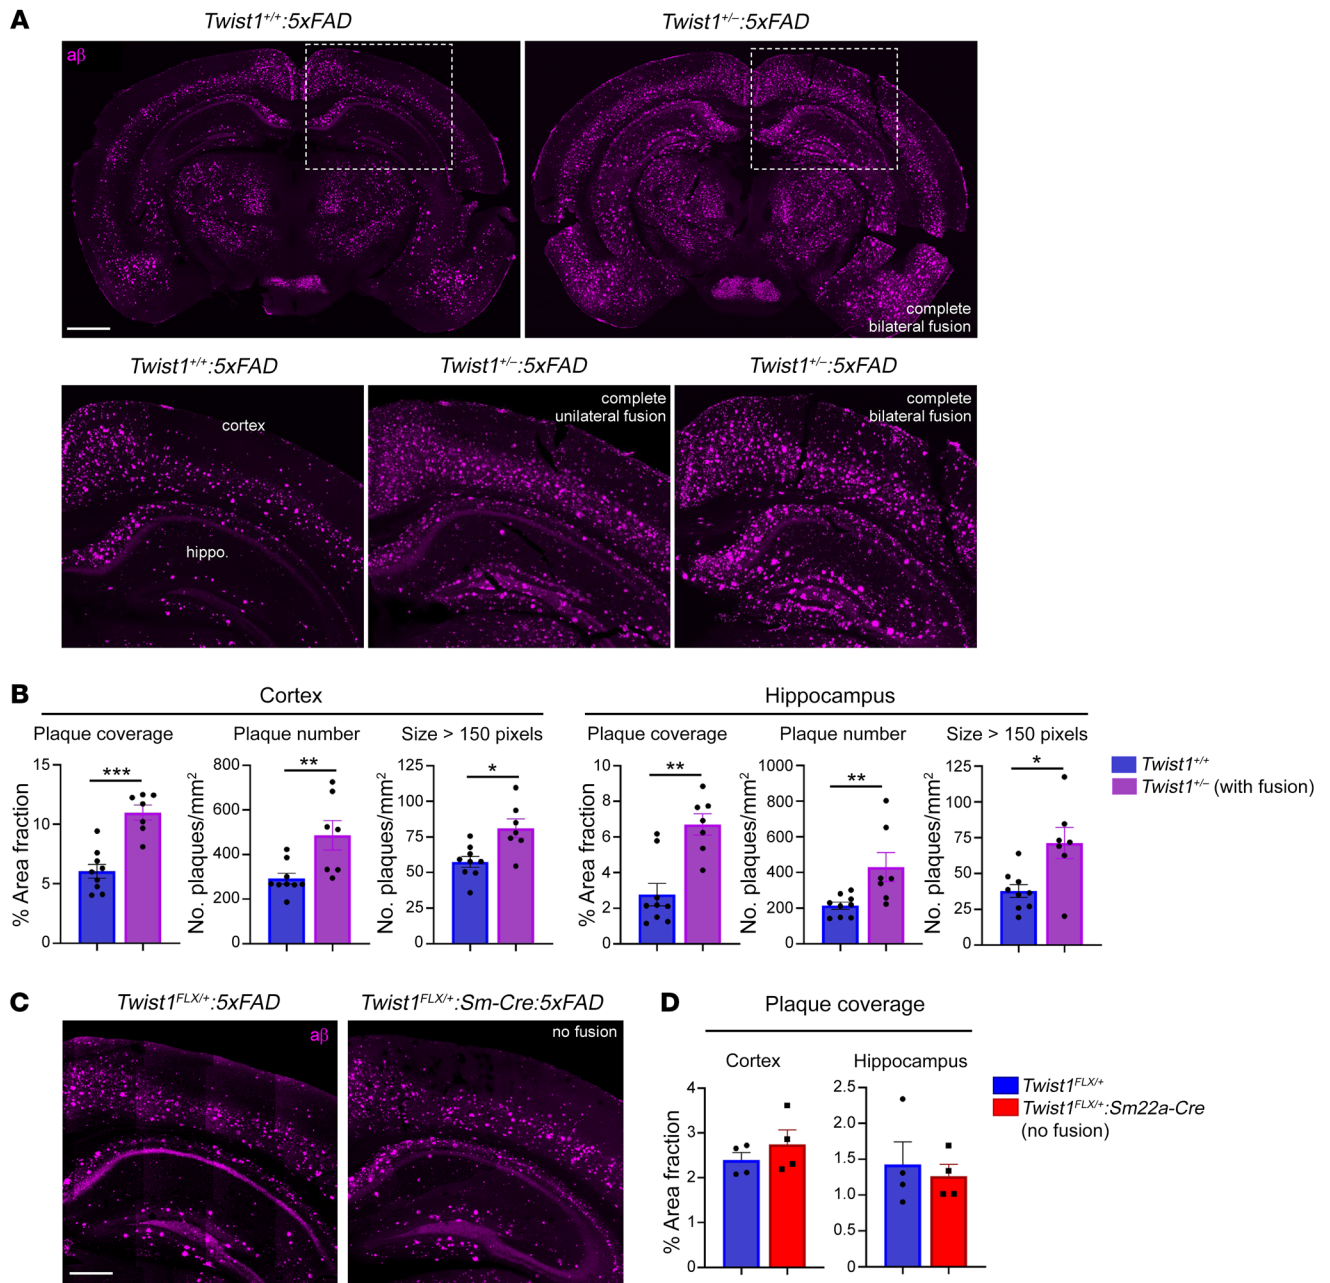 A
Twist1+/+:5xFAD
Twist1+/–:5xFAD
aβ
complete
bilateral fusion
Twist1+/+:5xFAD
Twist1+/–:5xFAD
Twist1+/–:5xFAD
cortex
hippo.
complete
unilateral fusion
complete
bilateral fusion
B
Cortex
Hippocampus
Plaque coverage
% Area fraction
15
10
5
0
***
Plaque number
No. plaques/mm2
800
600
400
200
0
**
Size > 150 pixels
No. plaques/mm2
125
100
75
50
25
0
*
Plaque coverage
% Area fraction
10
8
6
4
2
0
**
Plaque number
No. plaques/mm2
1000
800
600
400
200
0
**
Size > 150 pixels
No. plaques/mm2
125
100
75
50
25
0
*
Twist1+/+
Twist1+/– (with fusion)
C
Twist1FLX/+:5xFAD
Twist1FLX/+:Sm-Cre:5xFAD
aβ
no fusion
D
Plaque coverage
Cortex
% Area fraction
4
3
2
1
0
Hippocampus
2.5
2.0
1.5
1.0
0.5
0
Twist1FLX/+
Twist1FLX/+:Sm22a-Cre
(no fusion)